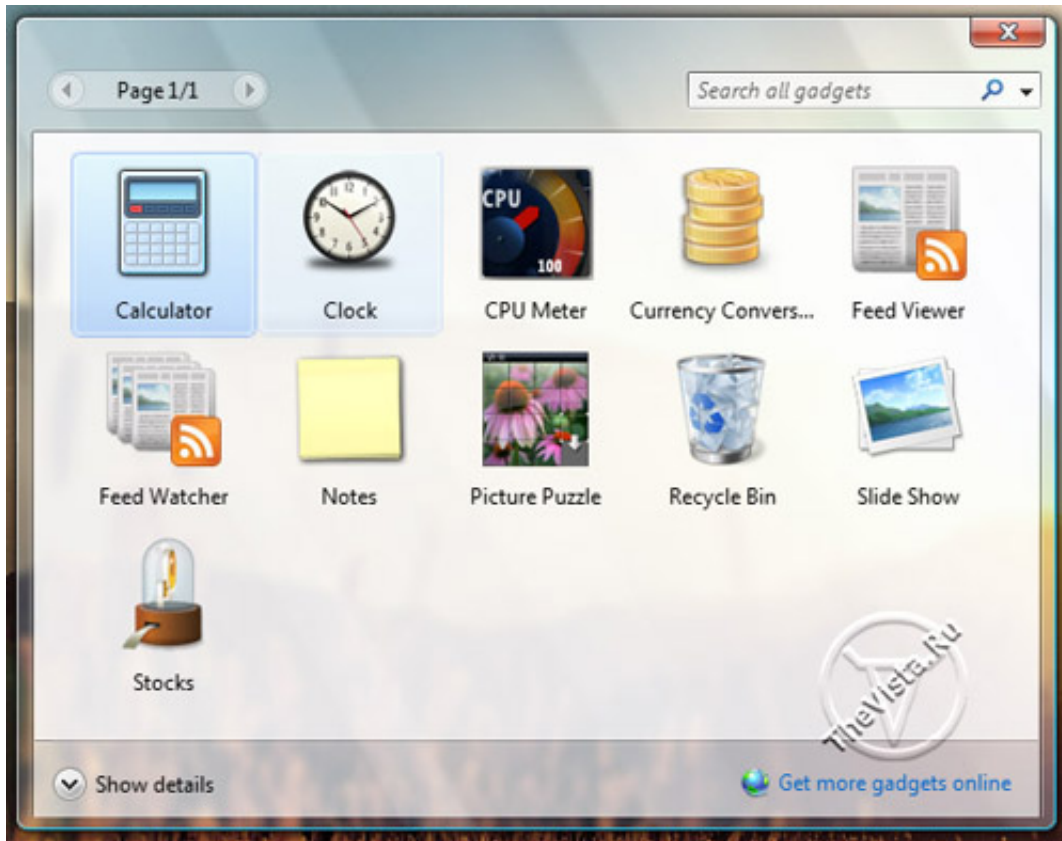 Page 1/1
Search all gadgets
CPU
100
Calculator
Clock
CPU Meter
Currency Convers...
Feed Viewer
Feed Watcher
Notes
Picture Puzzle
Recycle Bin
Slide Show
Stocks
TheVista.Ru
Show details
Get more gadgets online